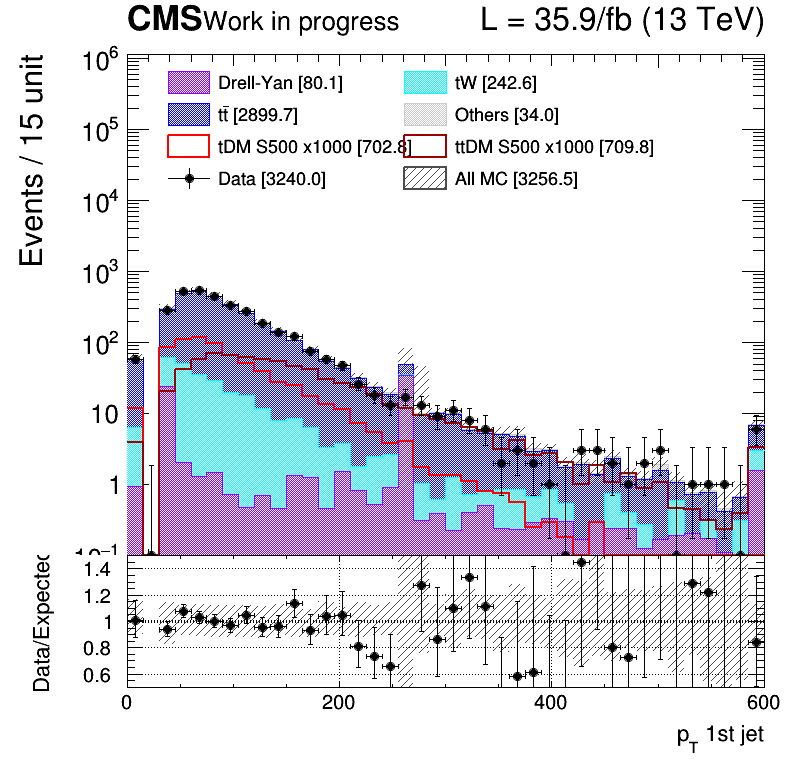 CMS Work in progress L = 35.9/fb (13 TeV)
Events / 15 unit
10⁶
10⁵
10⁴
10³
10²
10
1
10⁻¹
Drell-Yan [80.1]
tW [242.6]
tt̄ [2899.7]
Others [34.0]
tDM S500 x1000 [702.8]
ttDM S500 x1000 [709.8]
Data [3240.0]
All MC [3256.5]
Data/Expected
1.4
1.2
1
0.8
0.6
0 200 400 600
p_T 1st jet